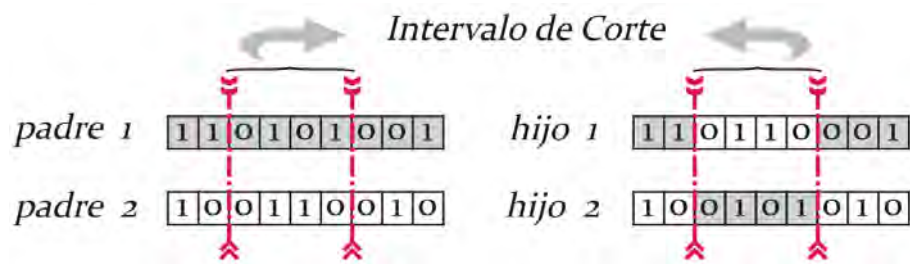 Intervalo de Corte
padre 1 1 1 0 1 0 1 0 0 1 hijo 1 1 1 0 1 1 0 0 0 1
padre 2 1 0 0 1 1 0 0 1 0 hijo 2 1 0 0 1 0 1 0 1 0